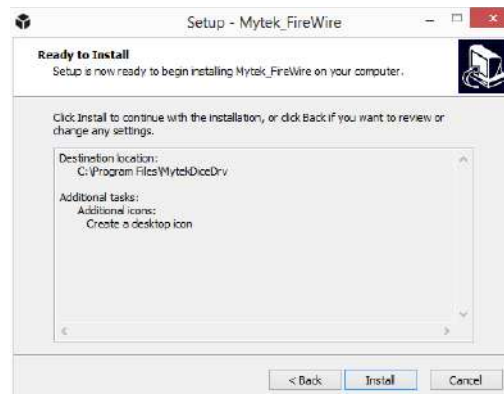 Setup - Mytek_FireWire
Ready to Install
Setup is now ready to begin installing Mytek_FireWire on your computer.
Click Install to continue with the installation, or click Back if you want to review or
change any settings.
Destination location:
C:\Program Files\MytekDiceDrv
Additional tasks:
Additional icons:
Create a desktop icon
< Back
Install
Cancel